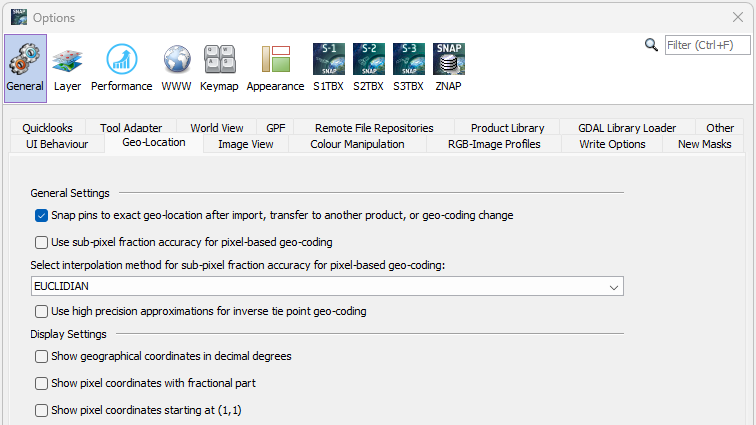 Options
Filter (Ctrl+F)
General Layer Performance WWW Keymap Appearance S1TBX S2TBX S3TBX ZNAP
Quicklooks Tool Adapter World View GPF Remote File Repositories Product Library GDAL Library Loader Other
UI Behaviour Geo-Location Image View Colour Manipulation RGB-Image Profiles Write Options New Masks
General Settings
Snap pins to exact geo-location after import, transfer to another product, or geo-coding change
Use sub-pixel fraction accuracy for pixel-based geo-coding
Select interpolation method for sub-pixel fraction accuracy for pixel-based geo-coding:
EUCLIDIAN
Use high precision approximations for inverse tie point geo-coding
Display Settings
Show geographical coordinates in decimal degrees
Show pixel coordinates with fractional part
Show pixel coordinates starting at (1,1)